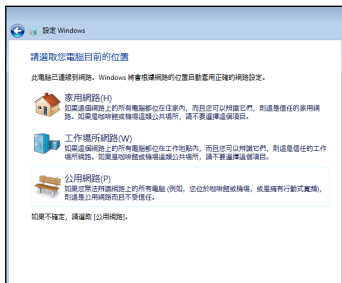 設定 Windows
請選取您電腦目前的位置
此電腦已連線到網路。Windows 將會根據網路的位置自動套用正確的網路設定。
家用網路(H)
如果這個網路上的所有電腦都位在住家內，而且您可以辨識它們，則這是信任的家用網
路。如果是咖啡館或機場這類公共場所，請不要選擇這個項目。
工作場所網路(W)
如果這個網路上的所有電腦都位在工作地點內，而且您可以辨識它們，則這是信任的工作
場所網路。如果是咖啡館或機場這類公共場所，請不要選擇這個項目。
公用網路(P)
如果您無法辨識網路上的所有電腦 (例如，您位於咖啡館或機場，或是擁有行動式寬頻)，
則這是公用網路而且不受信任。
如果不確定，請選取 [公用網路]。